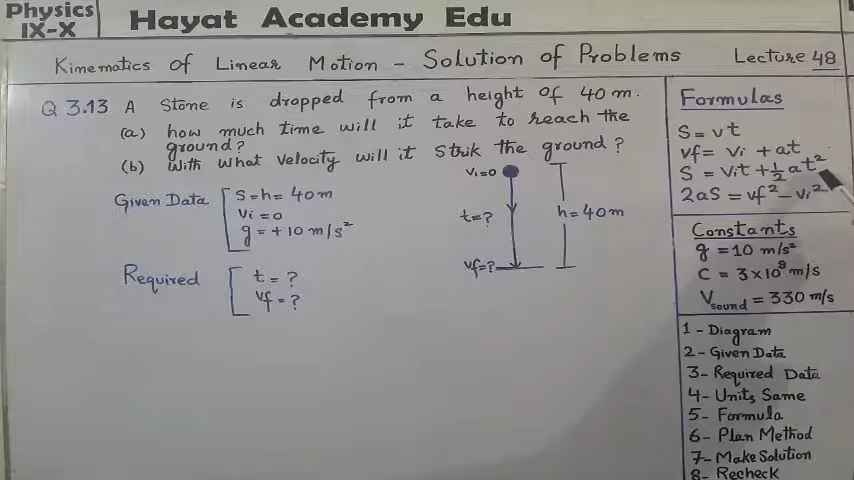 Physics
IX-X
Hayat Academy Edu
Kinematics of Linear Motion - Solution of Problems
Lecture 48
Q 3.13 A Stone is dropped from a height of 40 m.
(a) how much time will it take to reach the
ground?
(b) with what velocity will it strik the ground?
Given Data
S=h=40m
Vi=0
g=+10 m/s²
Required
t=?
vf=?
Vi=0
t=?
h=40m
vf=?
Formulas
S=vt
vf= vi + at
S = Vit + ½at²
2aS = vf² - vi²
Constants
g = 10 m/s²
C = 3×10⁸ m/s
Vsound = 330 m/s
1- Diagram
2- Given Data
3- Required Data
4- Units Same
5- Formula
6- Plan Method
7- Make Solution
8- Recheck